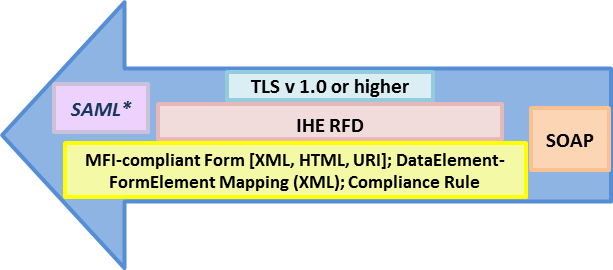 TLS v 1.0 or higher
SAML*
IHE RFD
SOAP
MFI-compliant Form [XML, HTML, URI]; DataElement-
FormElement Mapping (XML); Compliance Rule